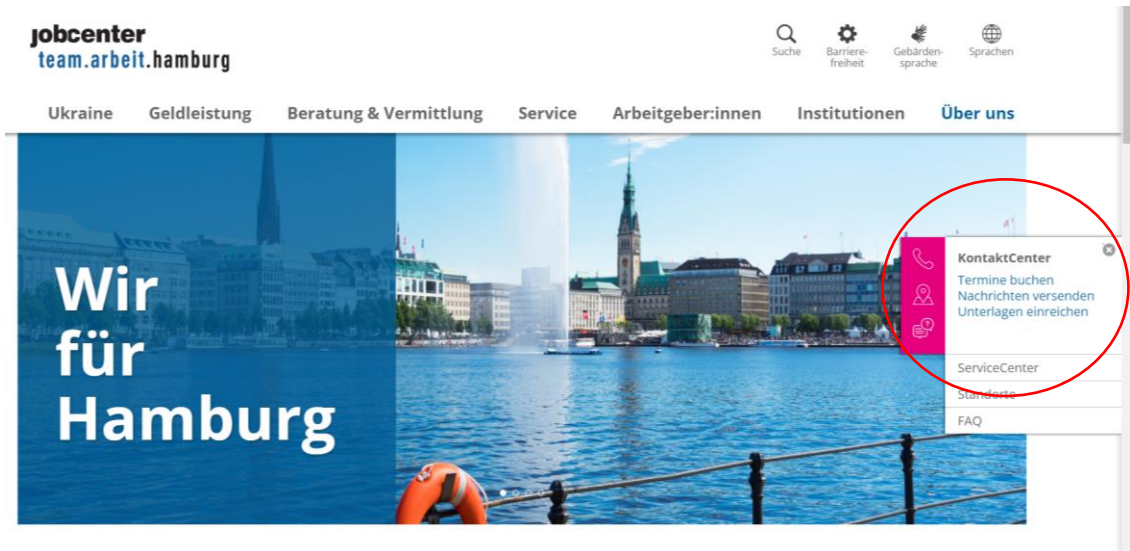 jobcenter
team.arbeit.hamburg
Suche
Barriere-
freiheit
Gebärden-
sprache
Sprachen
Ukraine Geldleistung Beratung & Vermittlung Service Arbeitgeber:innen Institutionen Über uns
Wir
für
Hamburg
KontaktCenter
Termine buchen
Nachrichten versenden
Unterlagen einreichen
ServiceCenter
Standorte
FAQ